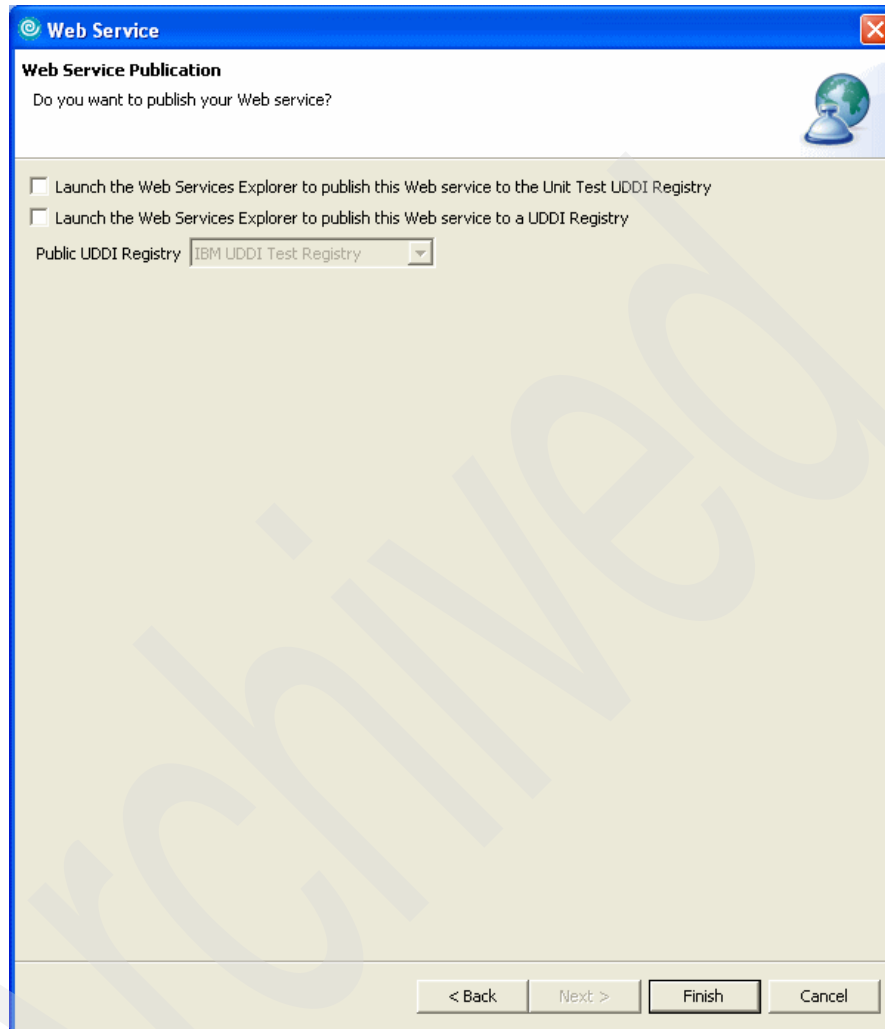 Web Service
Web Service Publication
Do you want to publish your Web service?
Launch the Web Services Explorer to publish this Web service to the Unit Test UDDI Registry
Launch the Web Services Explorer to publish this Web service to a UDDI Registry
Public UDDI Registry IBM UDDI Test Registry
< Back Next > Finish Cancel
Archived